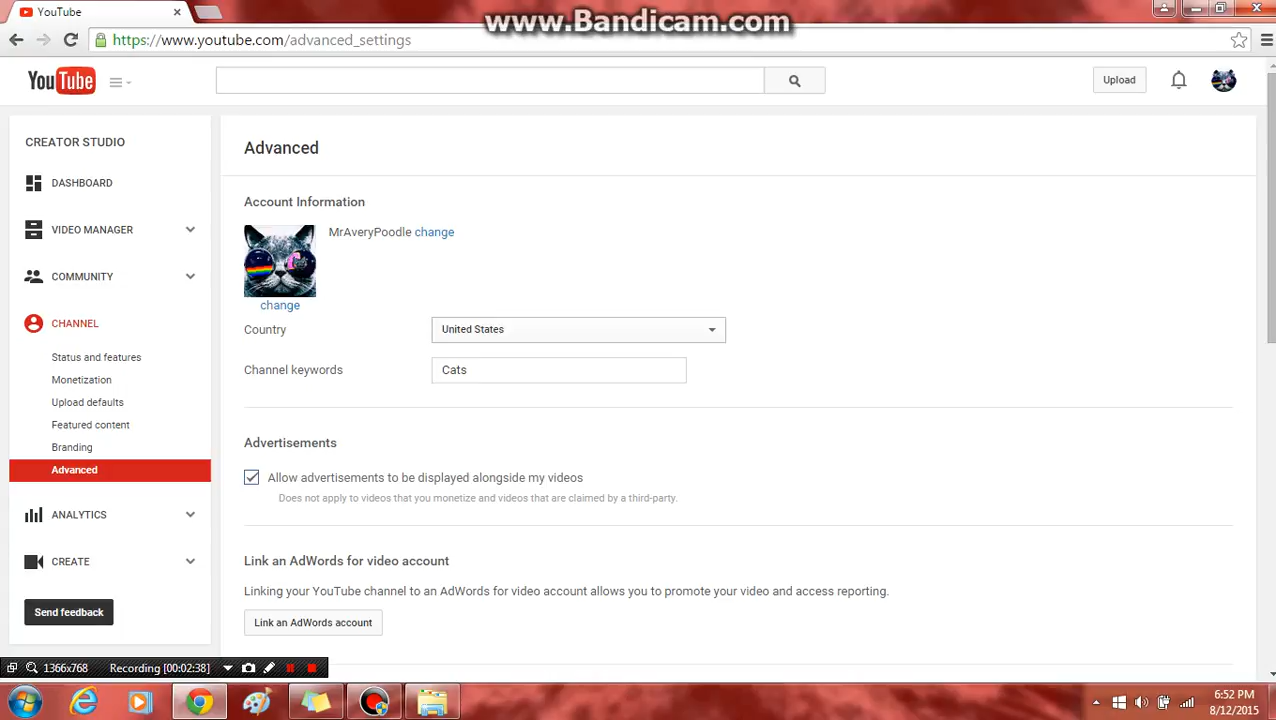 YouTube
www.Bandicam.com
https://www.youtube.com/advanced_settings
YouTube
Upload
CREATOR STUDIO
DASHBOARD
VIDEO MANAGER
COMMUNITY
CHANNEL
Status and features
Monetization
Upload defaults
Featured content
Branding
Advanced
ANALYTICS
CREATE
Send feedback
Advanced
Account Information
MrAveryPoodle change
change
Country
United States
Channel keywords
Cats
Advertisements
Allow advertisements to be displayed alongside my videos
Does not apply to videos that you monetize and videos that are claimed by a third-party.
Link an AdWords for video account
Linking your YouTube channel to an AdWords for video account allows you to promote your video and access reporting.
Link an AdWords account
1366x768 Recording [00:02:38]
6:52 PM
8/12/2015